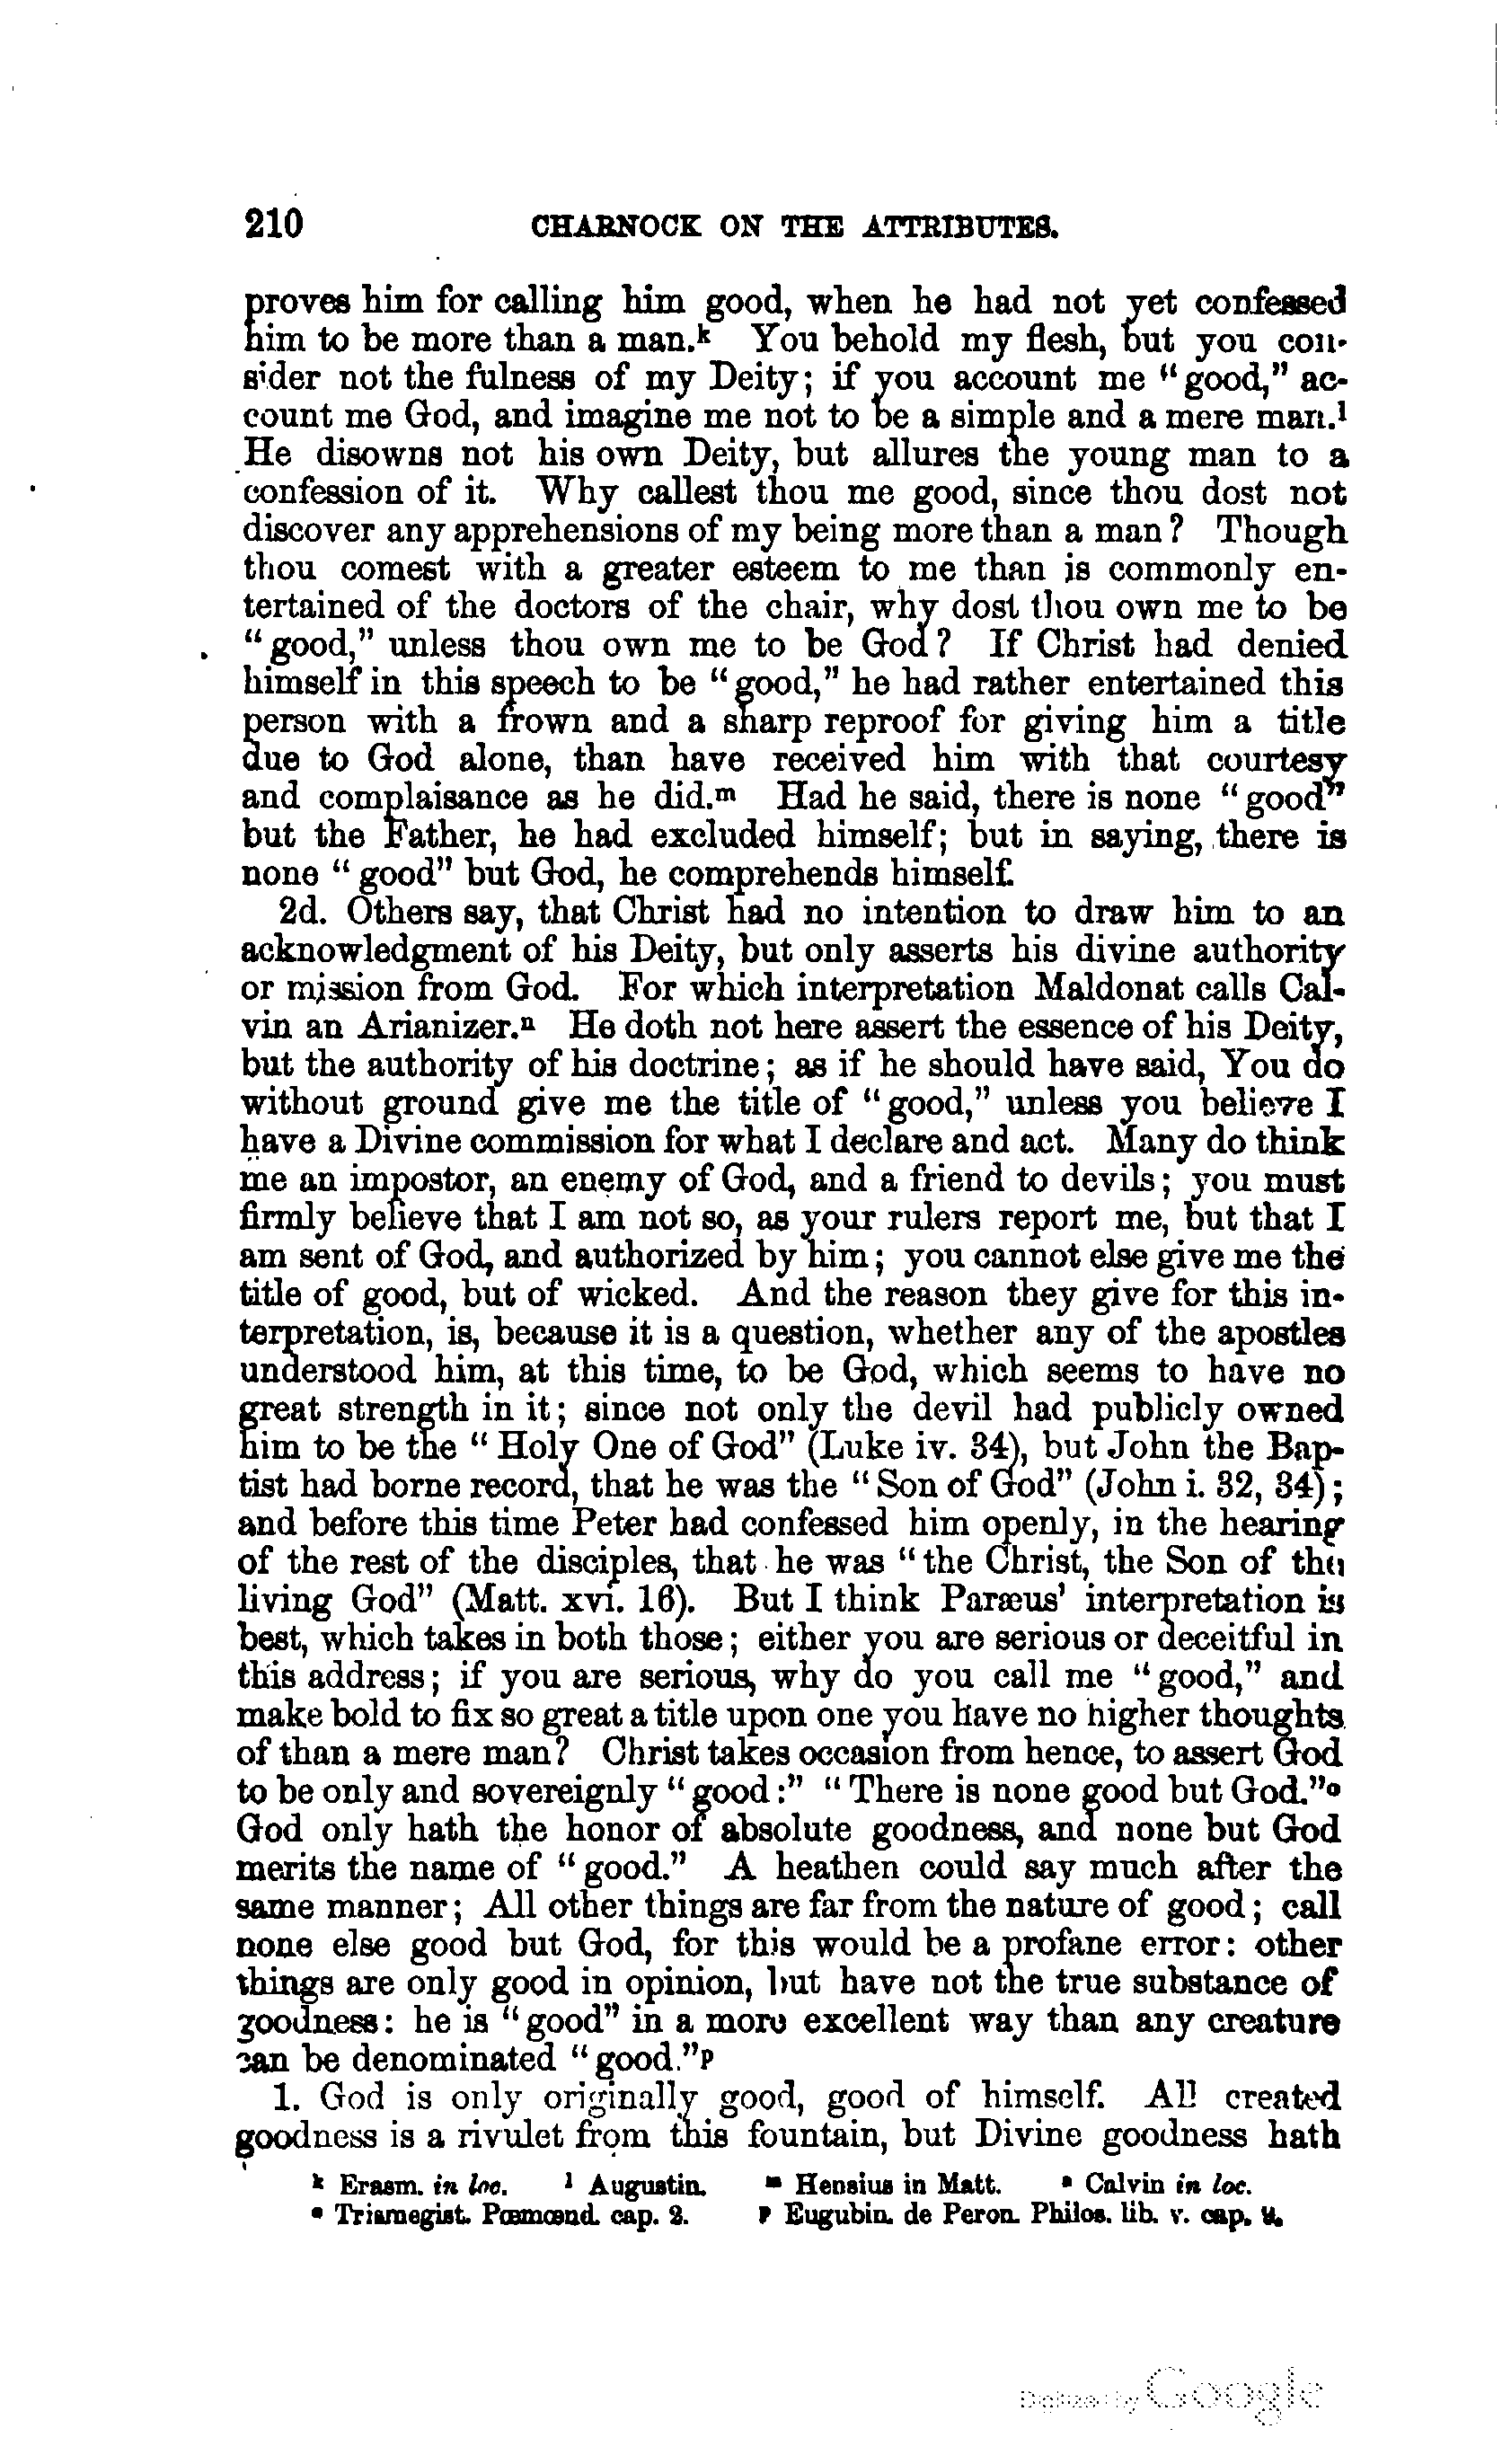 210 CHARNOCK ON THE ATTRIBUTES.
proves him for calling him good, when he had not yet confessed
him to be more than a man.k You behold my flesh, but you con-
sider not the fulness of my Deity; if you account me "good," ac-
count me God, and imagine me not to be a simple and a mere man.l
He disowns not his own Deity, but allures the young man to a
confession of it. Why callest thou me good, since thou dost not
discover any apprehensions of my being more than a man? Though
thou comest with a greater esteem to me than is commonly en-
tertained of the doctors of the chair, why dost thou own me to be
"good," unless thou own me to be God? If Christ had denied
himself in this speech to be "good," he had rather entertained this
person with a frown and a sharp reproof for giving him a title
due to God alone, than have received him with that courtesy
and complaisance as he did.m Had he said, there is none "good"
but the Father, he had excluded himself; but in saying, there is
none "good" but God, he comprehends himself.
2d. Others say, that Christ had no intention to draw him to an
acknowledgment of his Deity, but only asserts his divine authority
or mission from God. For which interpretation Maldonat calls Cal-
vin an Arianizer.n He doth not here assert the essence of his Deity,
but the authority of his doctrine; as if he should have said, You do
without ground give me the title of "good," unless you believe I
have a Divine commission for what I declare and act. Many do think
me an impostor, an enemy of God, and a friend to devils; you must
firmly believe that I am not so, as your rulers report me, but that I
am sent of God, and authorized by him; you cannot else give me the
title of good, but of wicked. And the reason they give for this in-
terpretation, is, because it is a question, whether any of the apostles
understood him, at this time, to be God, which seems to have no
great strength in it; since not only the devil had publicly owned
him to be the "Holy One of God" (Luke iv. 34), but John the Bap-
tist had borne record, that he was the "Son of God" (John i. 32, 34);
and before this time Peter had confessed him openly, in the hearing
of the rest of the disciples, that he was "the Christ, the Son of the
living God" (Matt. xvi. 16). But I think Paræus' interpretation is
best, which takes in both those; either you are serious or deceitful in
this address; if you are serious, why do you call me "good," and
make bold to fix so great a title upon one you have no higher thoughts
of than a mere man? Christ takes occasion from hence, to assert God
to be only and sovereignly "good:" "There is none good but God."o
God only hath the honor of absolute goodness, and none but God
merits the name of "good." A heathen could say much after the
same manner; All other things are far from the nature of good; call
none else good but God, for this would be a profane error: other
things are only good in opinion, but have not the true substance of
goodness: he is "good" in a more excellent way than any creature
can be denominated "good."p
1. God is only originally good, good of himself. All created
goodness is a rivulet from this fountain, but Divine goodness hath
k Erasm. in loc. l Augustin. m Hensius in Matt. n Calvin in loc.
o Trismegist. Pœmœnd. cap. 2. p Eugubin. de Peron. Philos. lib. v. cap.
Digitized by Google